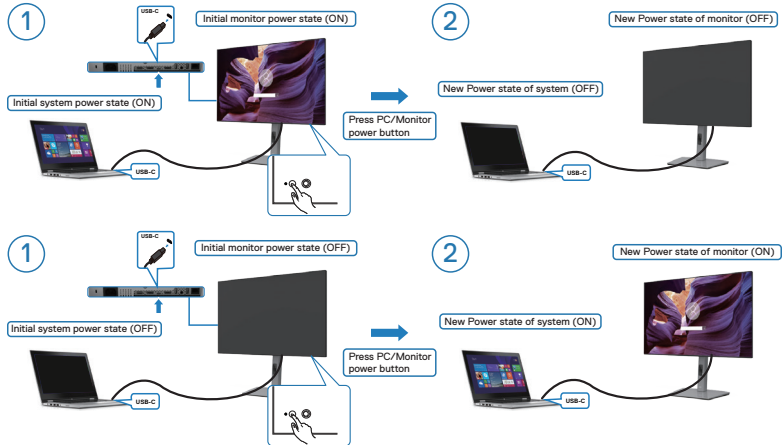 1
USB-C
Initial monitor power state (ON)
2
New Power state of monitor (OFF)
Initial system power state (ON)
New Power state of system (OFF)
Press PC/Monitor
power button
USB-C
USB-C
1
USB-C
Initial monitor power state (OFF)
2
New Power state of monitor (ON)
Initial system power state (OFF)
New Power state of system (ON)
Press PC/Monitor
power button
USB-C
USB-C